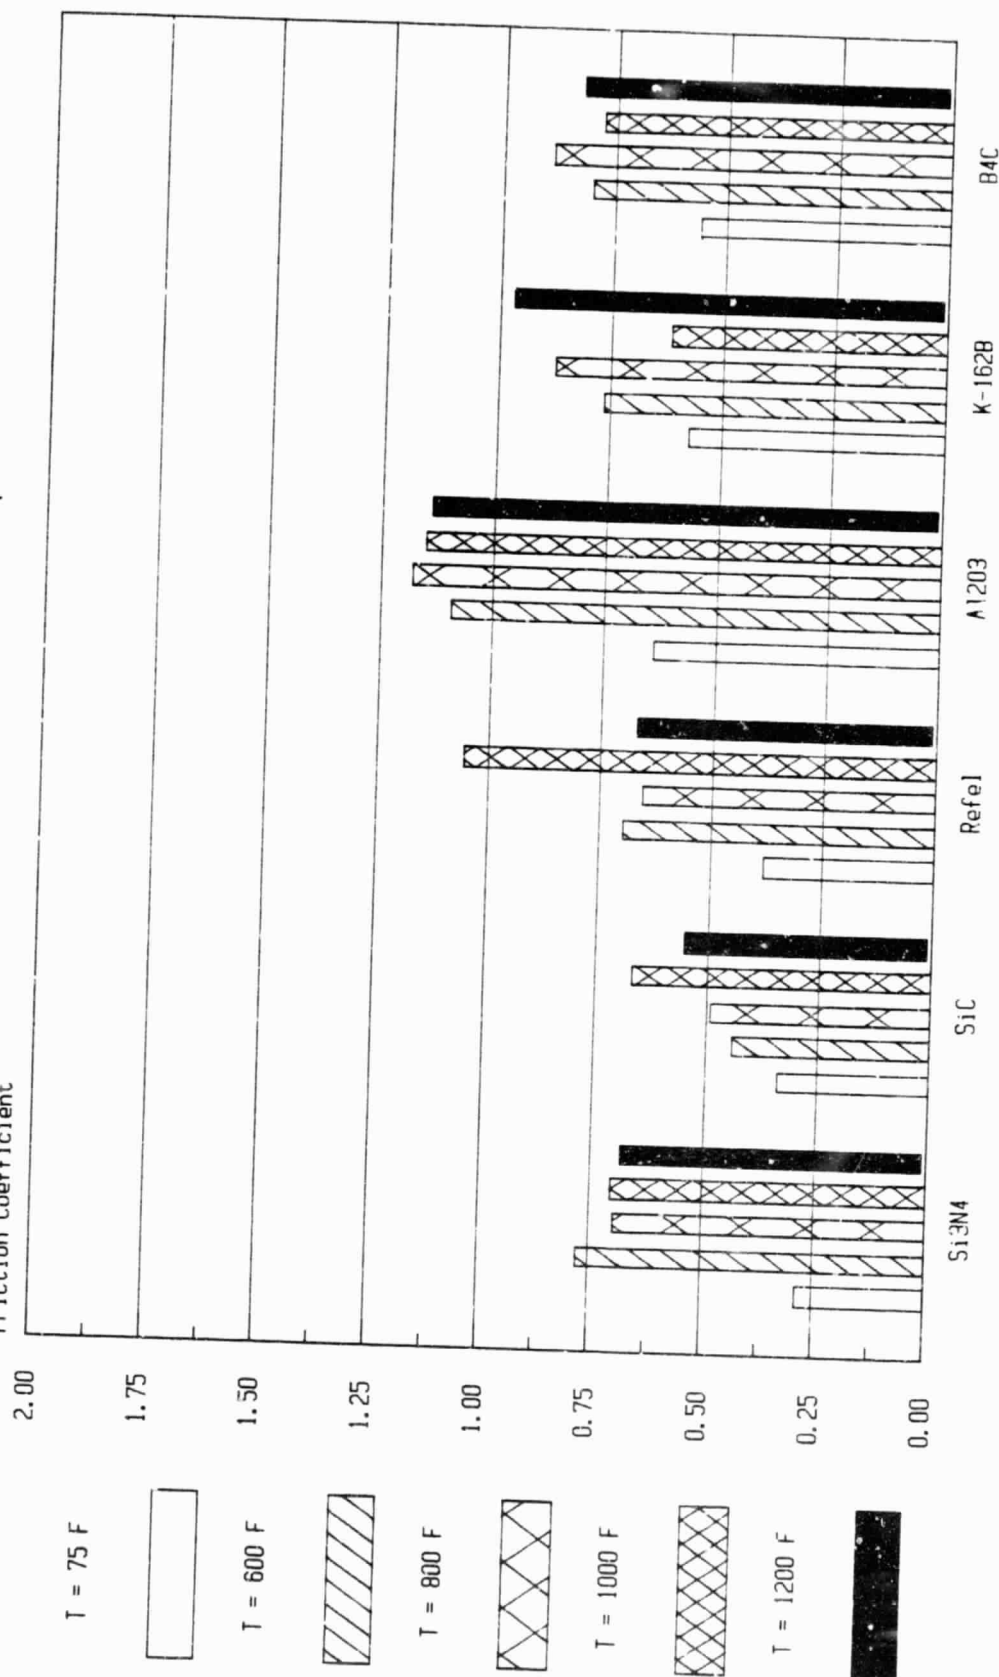 Friction Coefficient
2.00
1.75
1.50
1.25
1.00
0.75
0.50
0.25
0.00
Si3N4
SiC
Refel
Al2O3
K-162B
B4C
T = 75 F
T = 600 F
T = 800 F
T = 1000 F
T = 1200 F